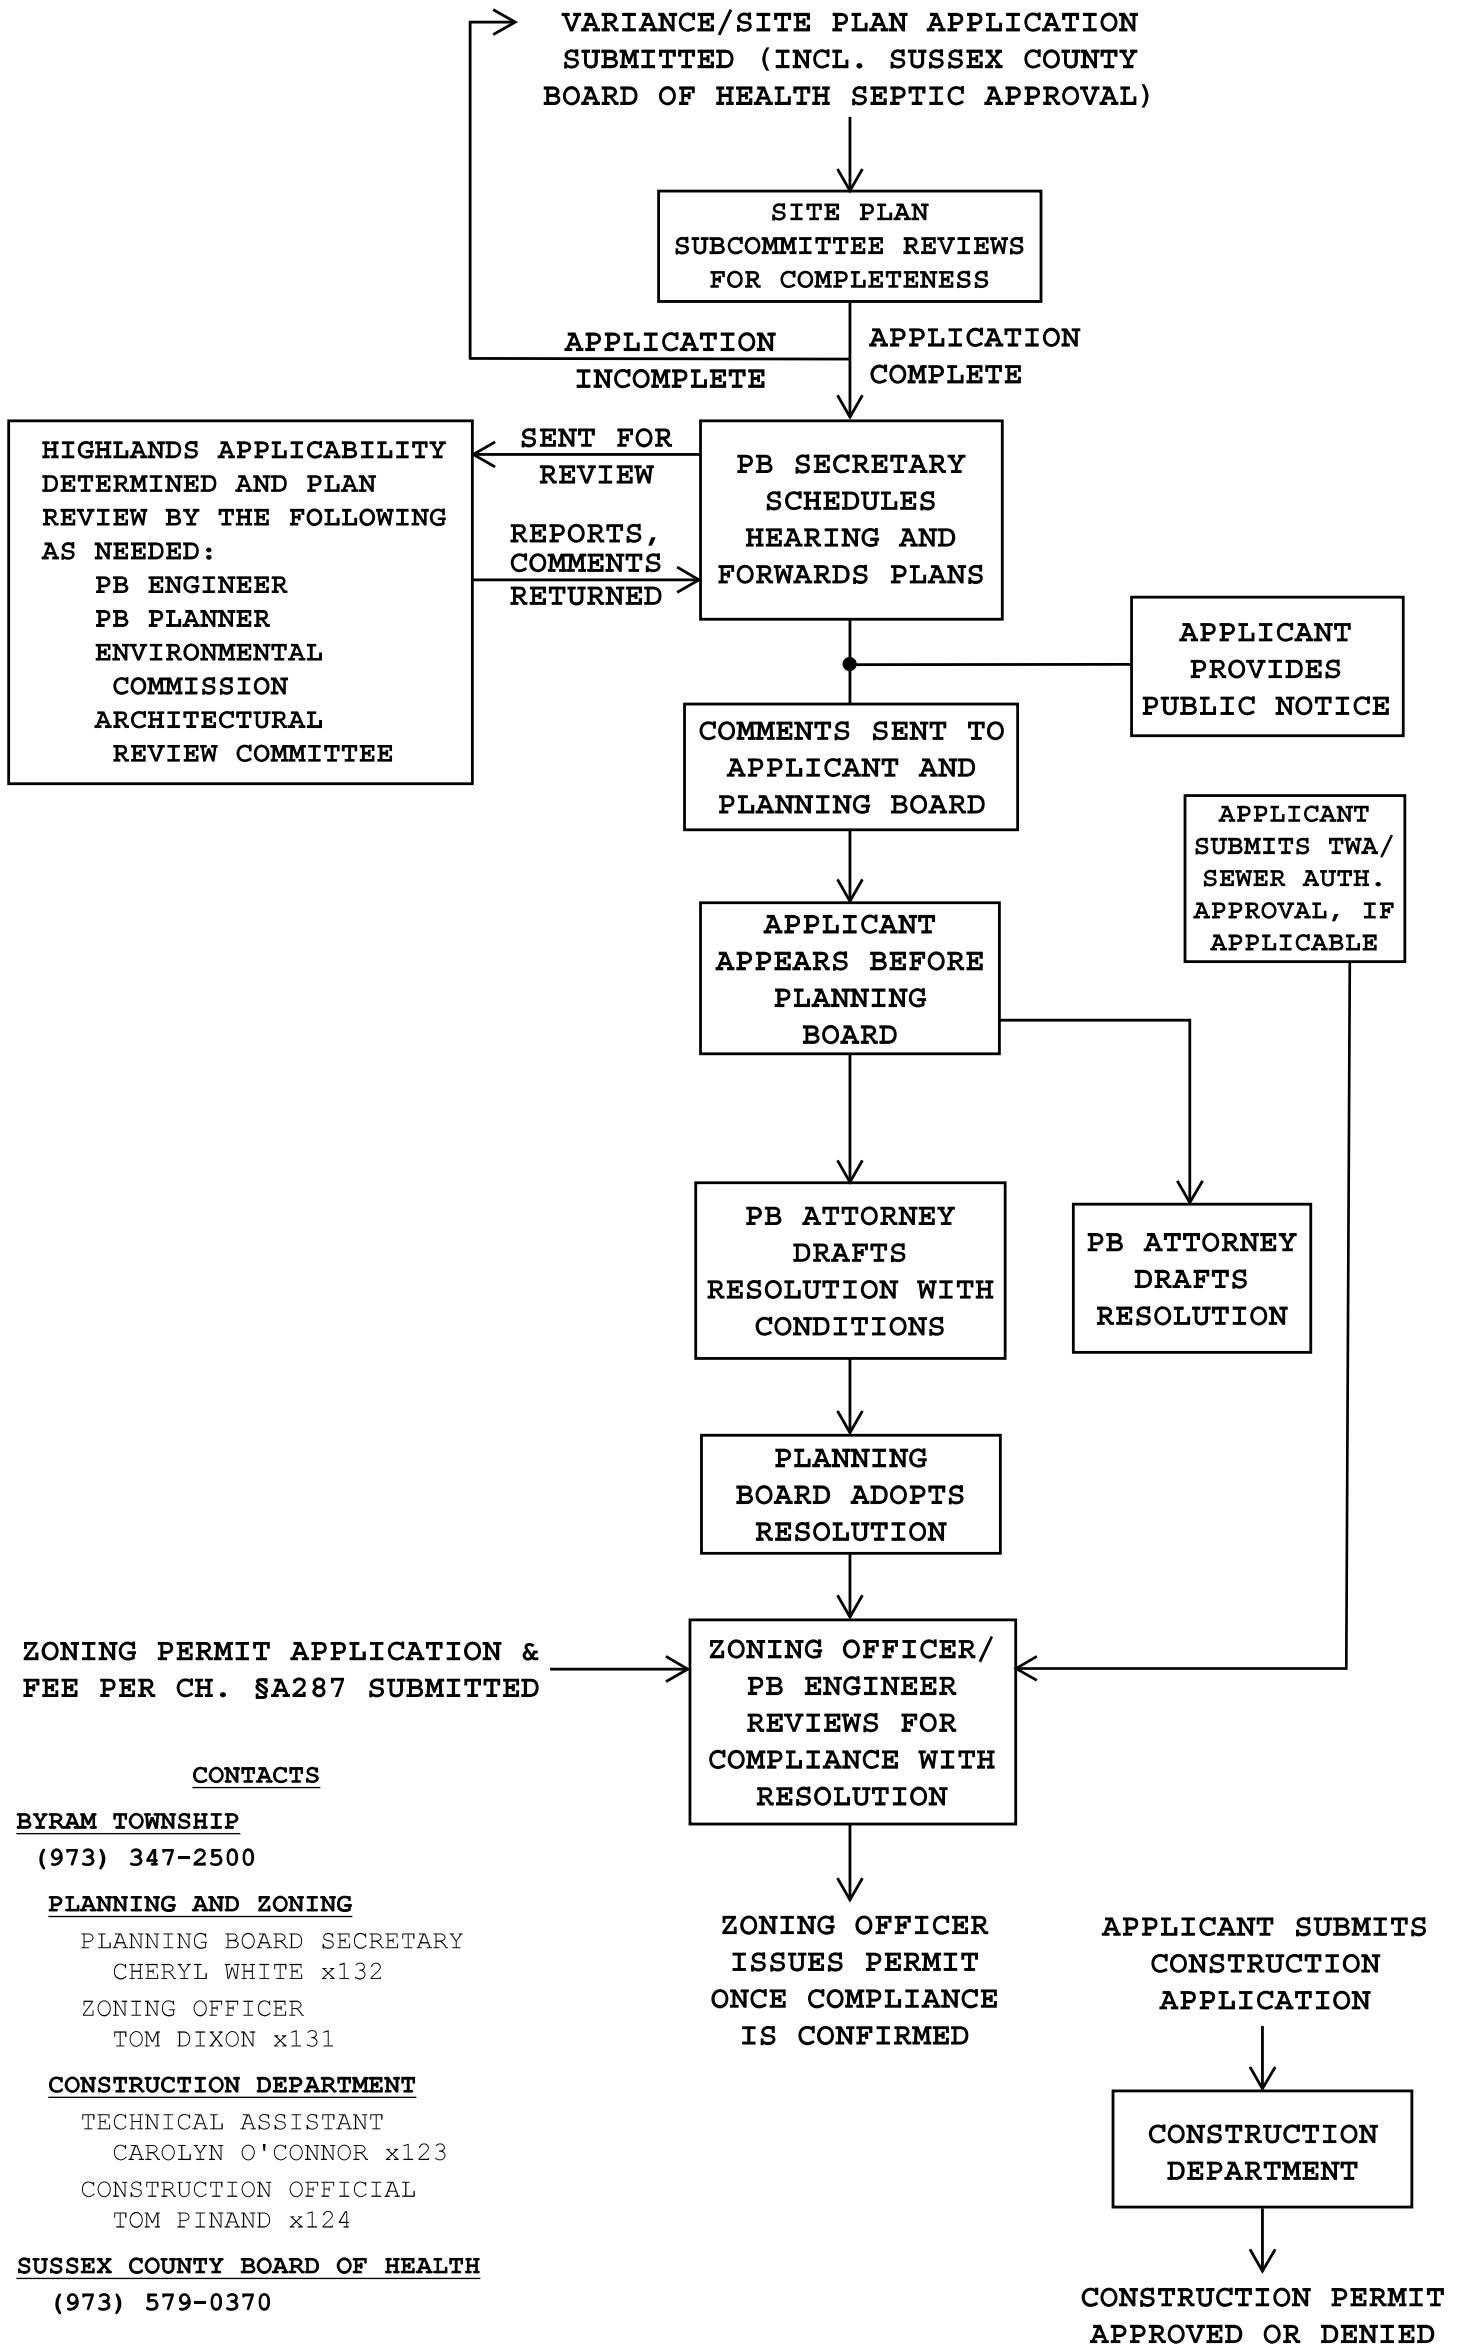 VARIANCE/SITE PLAN APPLICATION
SUBMITTED (INCL. SUSSEX COUNTY
BOARD OF HEALTH SEPTIC APPROVAL)
SITE PLAN
SUBCOMMITTEE REVIEWS
FOR COMPLETENESS
APPLICATION
INCOMPLETE
APPLICATION
COMPLETE
HIGHLANDS APPLICABILITY
DETERMINED AND PLAN
REVIEW BY THE FOLLOWING
AS NEEDED:
PB ENGINEER
PB PLANNER
ENVIRONMENTAL
COMMISSION
ARCHITECTURAL
REVIEW COMMITTEE
SENT FOR
REVIEW
REPORTS,
COMMENTS
RETURNED
PB SECRETARY
SCHEDULES
HEARING AND
FORWARDS PLANS
APPLICANT
PROVIDES
PUBLIC NOTICE
COMMENTS SENT TO
APPLICANT AND
PLANNING BOARD
APPLICANT
SUBMITS TWA/
SEWER AUTH.
APPROVAL, IF
APPLICABLE
APPLICANT
APPEARS BEFORE
PLANNING
BOARD
PB ATTORNEY
DRAFTS
RESOLUTION WITH
CONDITIONS
PB ATTORNEY
DRAFTS
RESOLUTION
PLANNING
BOARD ADOPTS
RESOLUTION
ZONING PERMIT APPLICATION &
FEE PER CH. §A287 SUBMITTED
ZONING OFFICER/
PB ENGINEER
REVIEWS FOR
COMPLIANCE WITH
RESOLUTION
ZONING OFFICER
ISSUES PERMIT
ONCE COMPLIANCE
IS CONFIRMED
APPLICANT SUBMITS
CONSTRUCTION
APPLICATION
CONSTRUCTION
DEPARTMENT
CONSTRUCTION PERMIT
APPROVED OR DENIED
CONTACTS
BYRAM TOWNSHIP
(973) 347-2500
PLANNING AND ZONING
PLANNING BOARD SECRETARY
CHERYL WHITE x132
ZONING OFFICER
TOM DIXON x131
CONSTRUCTION DEPARTMENT
TECHNICAL ASSISTANT
CAROLYN O'CONNOR x123
CONSTRUCTION OFFICIAL
TOM PINAND x124
SUSSEX COUNTY BOARD OF HEALTH
(973) 579-0370